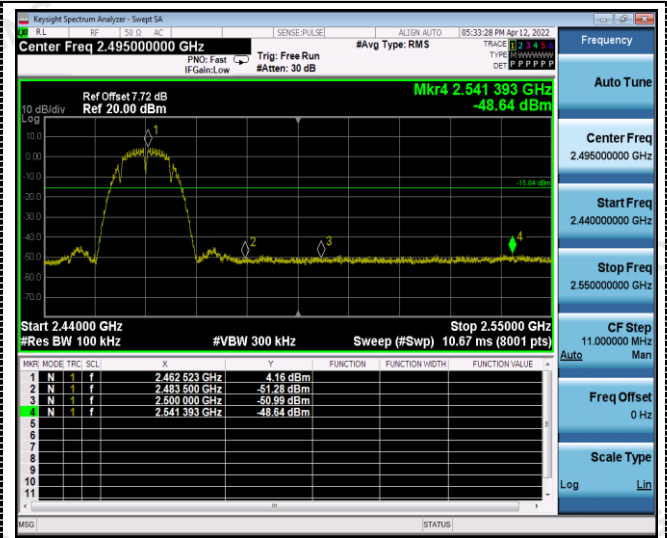 Keysight Spectrum Analyzer - Swept SA
RL RF 50 Ω AC SENSE:PULSE ALIGN AUTO 05:33:28 PM Apr 12, 2022
Center Freq 2.495000000 GHz
PNO: Fast
IFGain:Low
Trig: Free Run
#Atten: 30 dB
#Avg Type: RMS
TRACE 1 2 3 4 5 6
TYPE M WWWWW
DET P P P P P P
Frequency
Auto Tune
Center Freq
2.495000000 GHz
Start Freq
2.440000000 GHz
Stop Freq
2.550000000 GHz
CF Step
11.000000 MHz
Auto Man
Freq Offset
0 Hz
Scale Type
Log Lin
Mkr4 2.541 393 GHz
-48.64 dBm
Ref Offset 7.72 dB
10 dB/div Ref 20.00 dBm
Log
10.0
0.00
-10.0
-20.0
-30.0
-40.0
-50.0
-60.0
-70.0
1
2
3
4
-15.84 dBm
Start 2.44000 GHz Stop 2.55000 GHz
#Res BW 100 kHz #VBW 300 kHz Sweep (#Swp) 10.67 ms (8001 pts)
MKR MODE TRC SCL X Y FUNCTION FUNCTION WIDTH FUNCTION VALUE
1 N 1 f 2.462 523 GHz 4.16 dBm
2 N 1 f 2.483 500 GHz -51.28 dBm
3 N 1 f 2.500 000 GHz -50.99 dBm
4 N 1 f 2.541 393 GHz -48.64 dBm
5
6
7
8
9
10
11
MSG STATUS